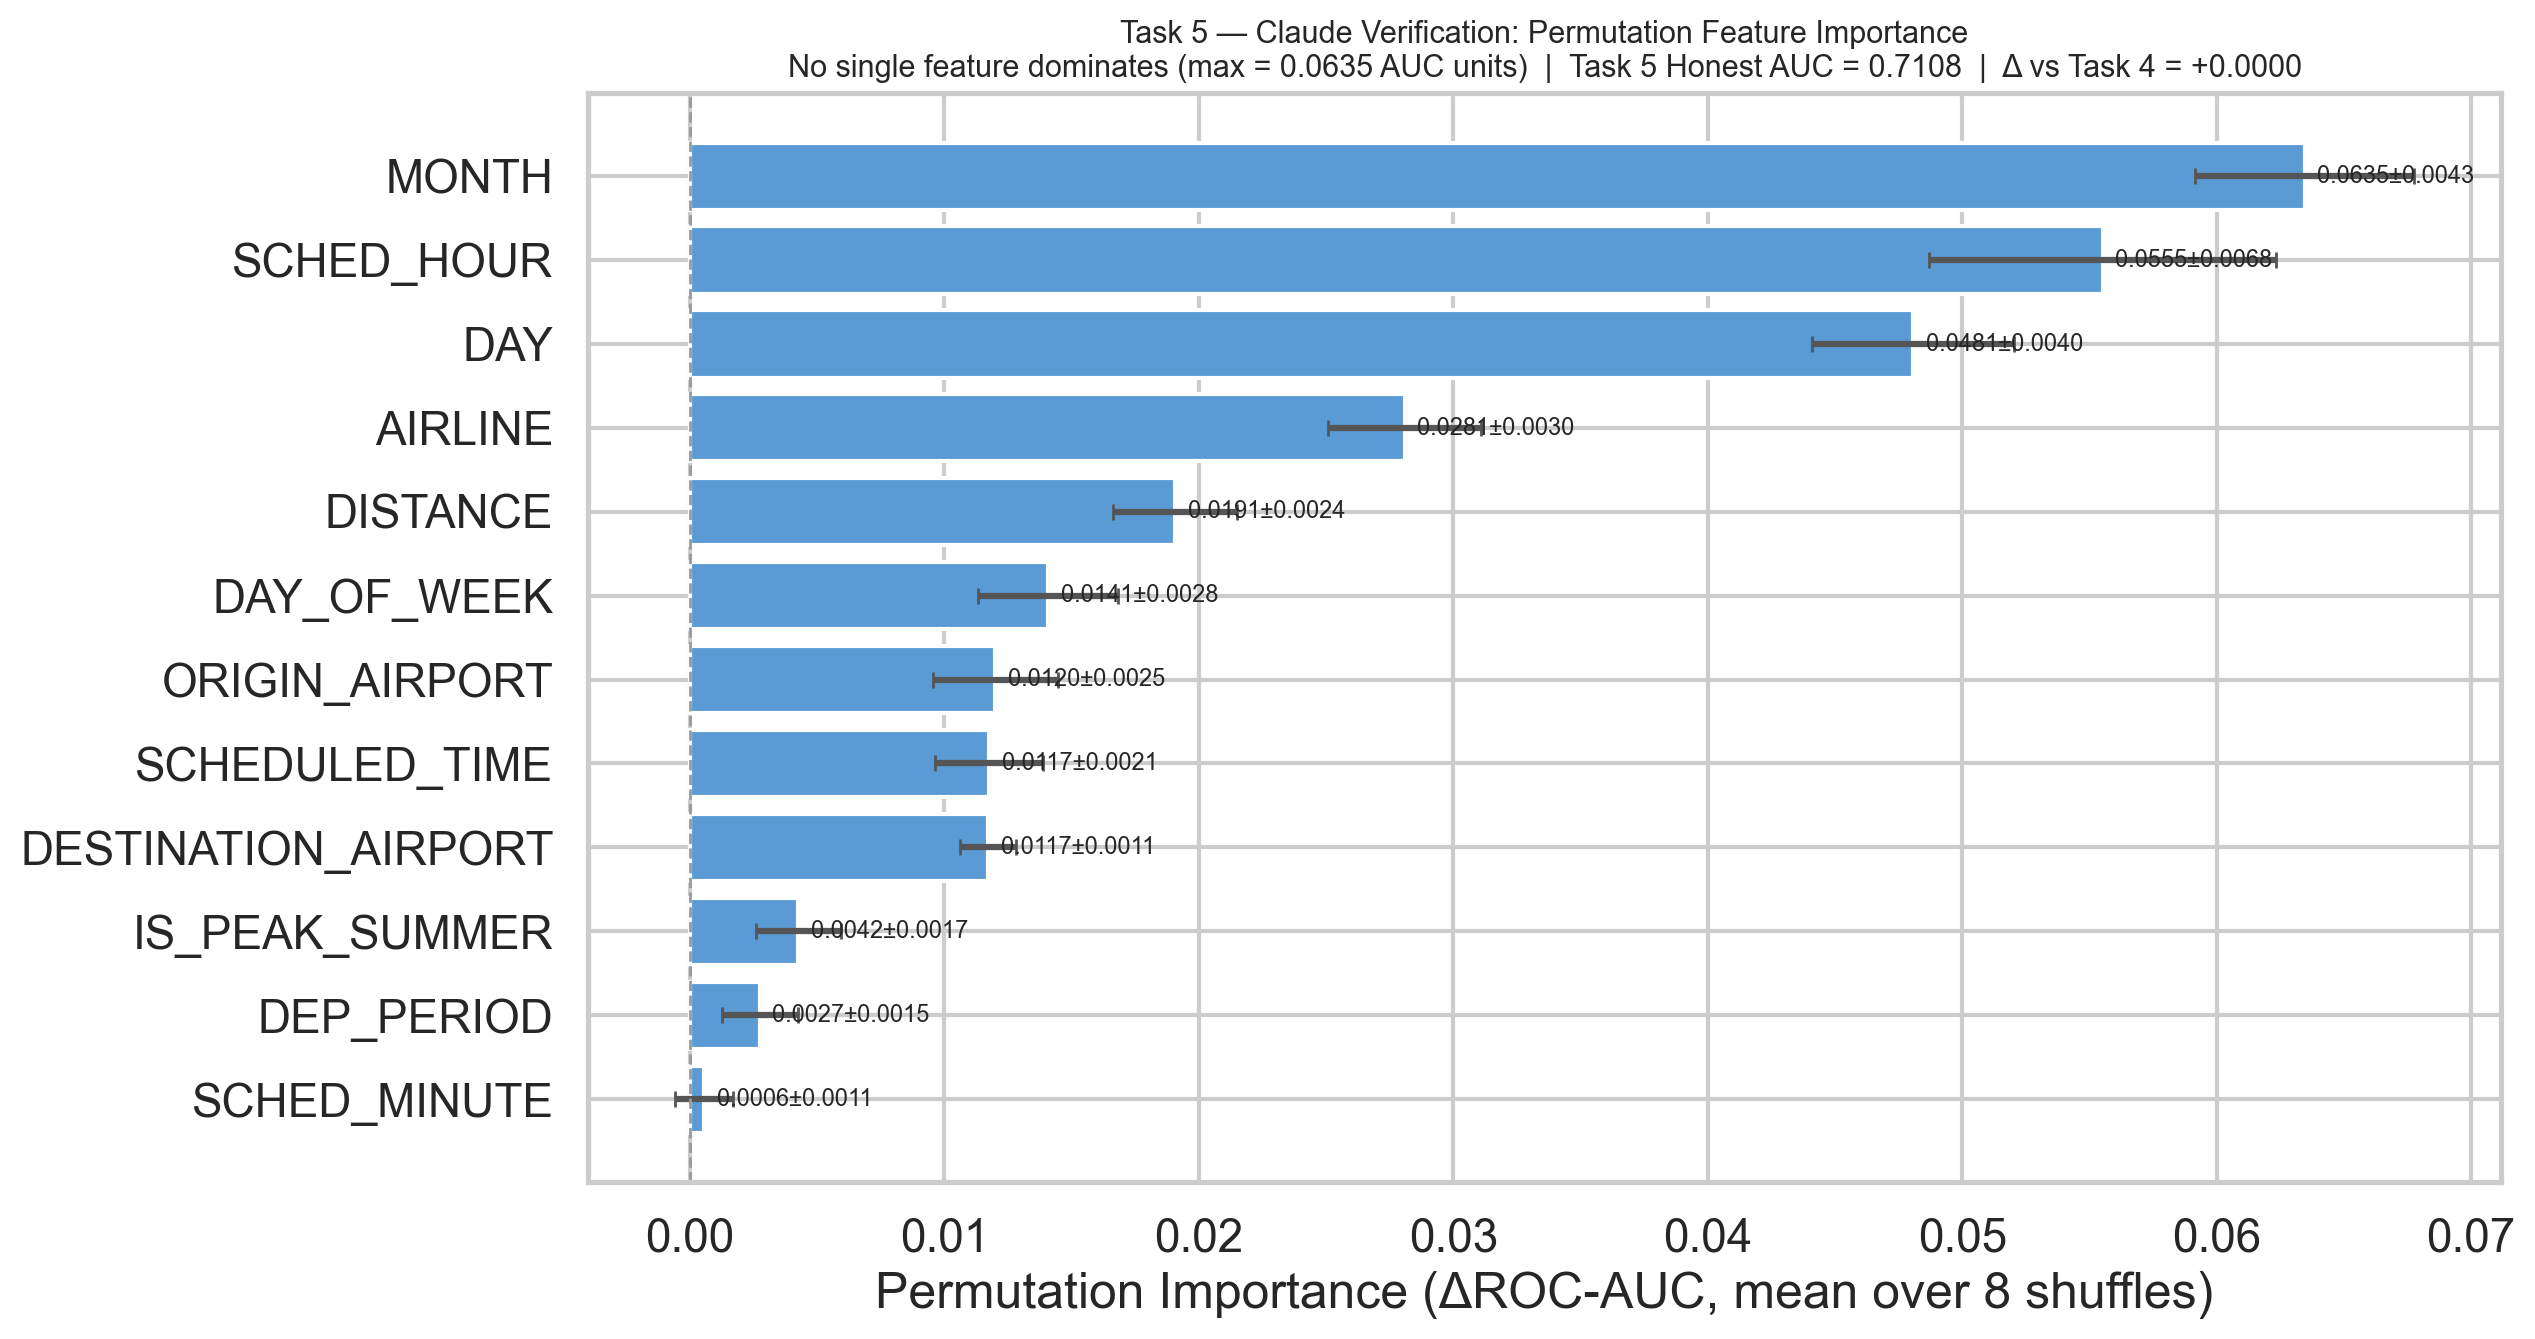 Task 5 — Claude Verification: Permutation Feature Importance
No single feature dominates (max = 0.0635 AUC units) | Task 5 Honest AUC = 0.7108 | Δ vs Task 4 = +0.0000
MONTH 0.0635±0.0043
SCHED_HOUR 0.0555±0.0068
DAY 0.0481±0.0040
AIRLINE 0.0281±0.0030
DISTANCE 0.0191±0.0024
DAY_OF_WEEK 0.0141±0.0028
ORIGIN_AIRPORT 0.0120±0.0025
SCHEDULED_TIME 0.0117±0.0021
DESTINATION_AIRPORT 0.0117±0.0011
IS_PEAK_SUMMER 0.0042±0.0017
DEP_PERIOD 0.0027±0.0015
SCHED_MINUTE 0.0006±0.0011
0.00 0.01 0.02 0.03 0.04 0.05 0.06 0.07
Permutation Importance (ΔROC-AUC, mean over 8 shuffles)